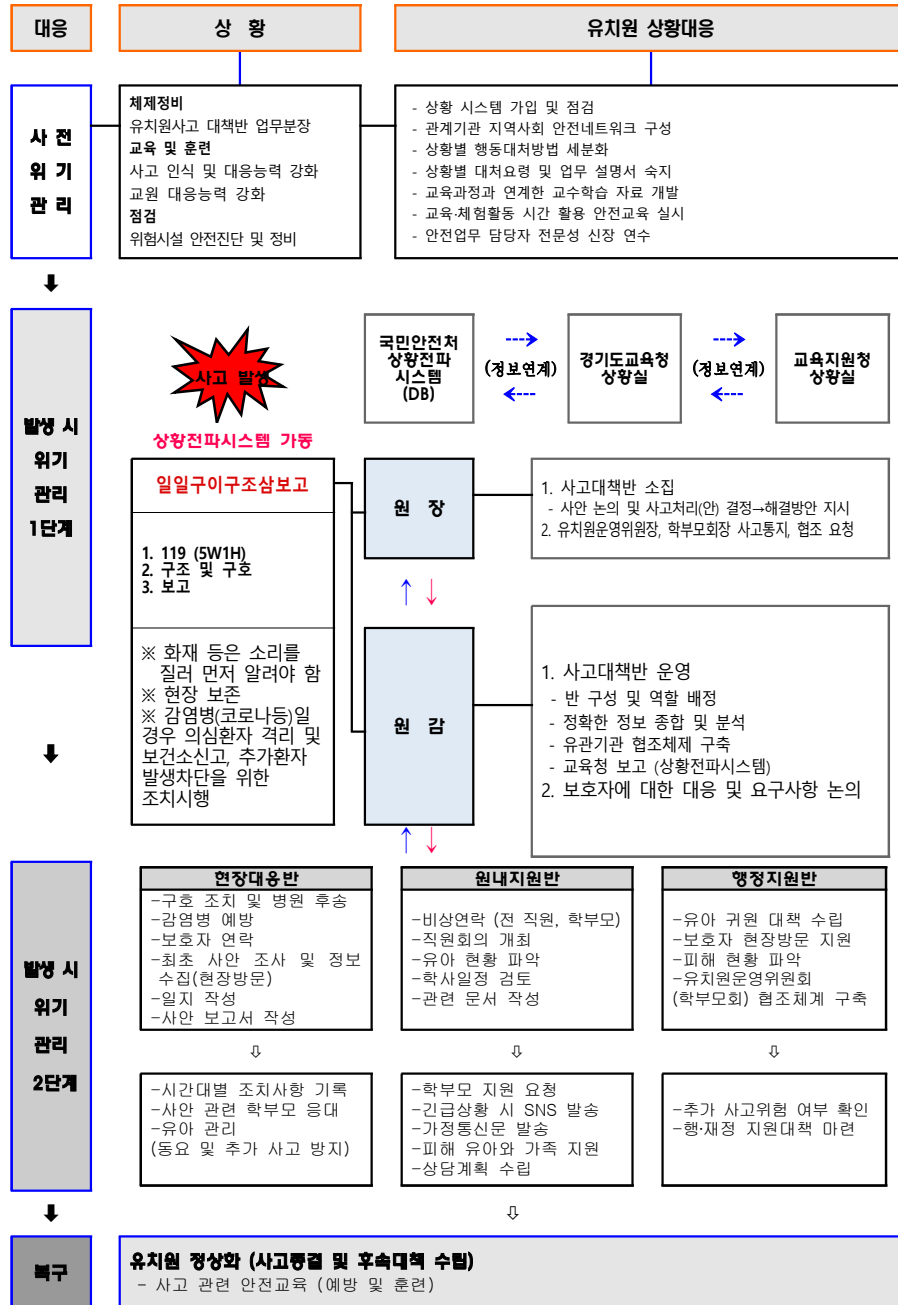 대응
상 황
유치원 상황대응
사 전
위 기
관 리
체제정비
유치원사고 대책반 업무분장
교육 및 훈련
사고 인식 및 대응능력 강화
교원 대응능력 강화
점검
위험시설 안전진단 및 정비
- 상황 시스템 가입 및 점검
- 관계기관 지역사회 안전네트워크 구성
- 상황별 행동대처방법 세분화
- 상황별 대처요령 및 업무 설명서 숙지
- 교육과정과 연계한 교수학습 자료 개발
- 교육·체험활동 시간 활용 안전교육 실시
- 안전업무 담당자 전문성 신장 연수
발생 시
위기
관리
1단계
사고 발생
상황전파시스템 가동
국민안전처
상황전파
시스템
(DB)
(정보연계)
경기도교육청
상황실
(정보연계)
교육지원청
상황실
일일구이구조삼보고
1. 119 (5W1H)
2. 구조 및 구호
3. 보고
※ 화재 등은 소리를
질러 먼저 알려야 함
※ 현장 보존
※ 감염병(코로나등)일
경우 의심환자 격리 및
보건소신고, 추가환자
발생차단을 위한
조치시행
원 장
1. 사고대책반 소집
- 사안 논의 및 사고처리(안) 결정→해결방안 지시
2. 유치원운영위원장, 학부모회장 사고통지, 협조 요청
원 감
1. 사고대책반 운영
- 반 구성 및 역할 배정
- 정확한 정보 종합 및 분석
- 유관기관 협조체제 구축
- 교육청 보고 (상황전파시스템)
2. 보호자에 대한 대응 및 요구사항 논의
발생 시
위기
관리
2단계
현장대응반
-구호 조치 및 병원 후송
-감염병 예방
-보호자 연락
-최초 사안 조사 및 정보
수집(현장방문)
-일지 작성
-사안 보고서 작성
원내지원반
-비상연락 (전 직원, 학부모)
-직원회의 개최
-유아 현황 파악
-학사일정 검토
-관련 문서 작성
행정지원반
-유아 귀원 대책 수립
-보호자 현장방문 지원
-피해 현황 파악
-유치원운영위원회
(학부모회) 협조체계 구축
-시간대별 조치사항 기록
-사안 관련 학부모 응대
-유아 관리
(동요 및 추가 사고 방지)
-학부모 지원 요청
-긴급상황 시 SNS 발송
-가정통신문 발송
-피해 유아와 가족 지원
-상담계획 수립
-추가 사고위험 여부 확인
-행·재정 지원대책 마련
복구
유치원 정상화 (사고종결 및 후속대책 수립)
- 사고 관련 안전교육 (예방 및 훈련)